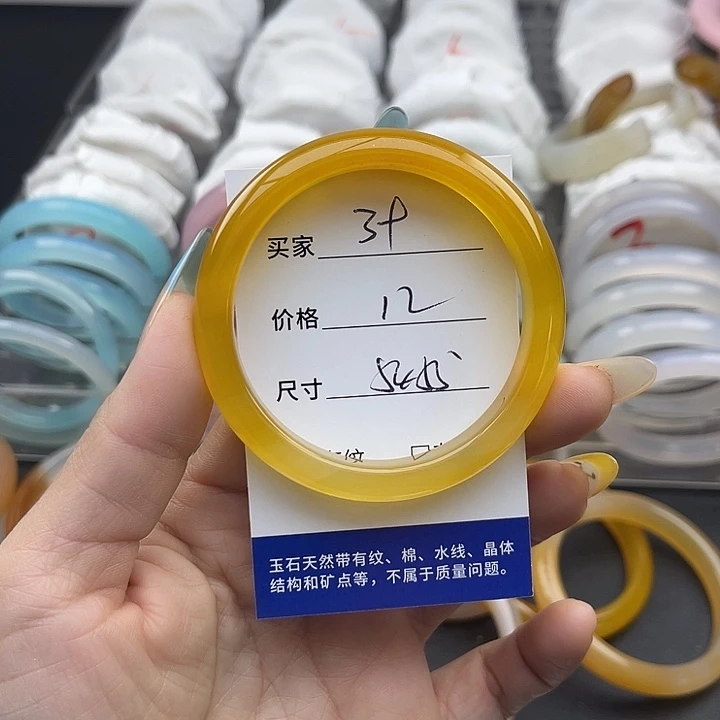 买家
价格 12
尺寸
玉石天然带有纹、棉、水线、晶体
结构和矿点等，不属于质量问题。